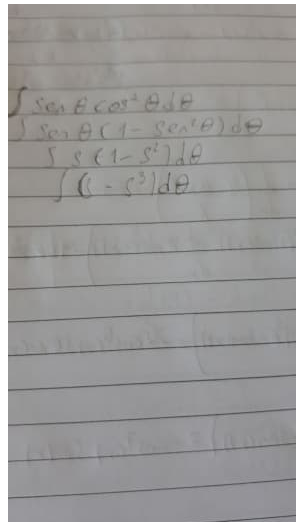 ∫ sen θ cos² θ dθ
∫ sen θ (1 - sen² θ) dθ
∫ s (1 - s²) dθ
∫ (s - s³) dθ